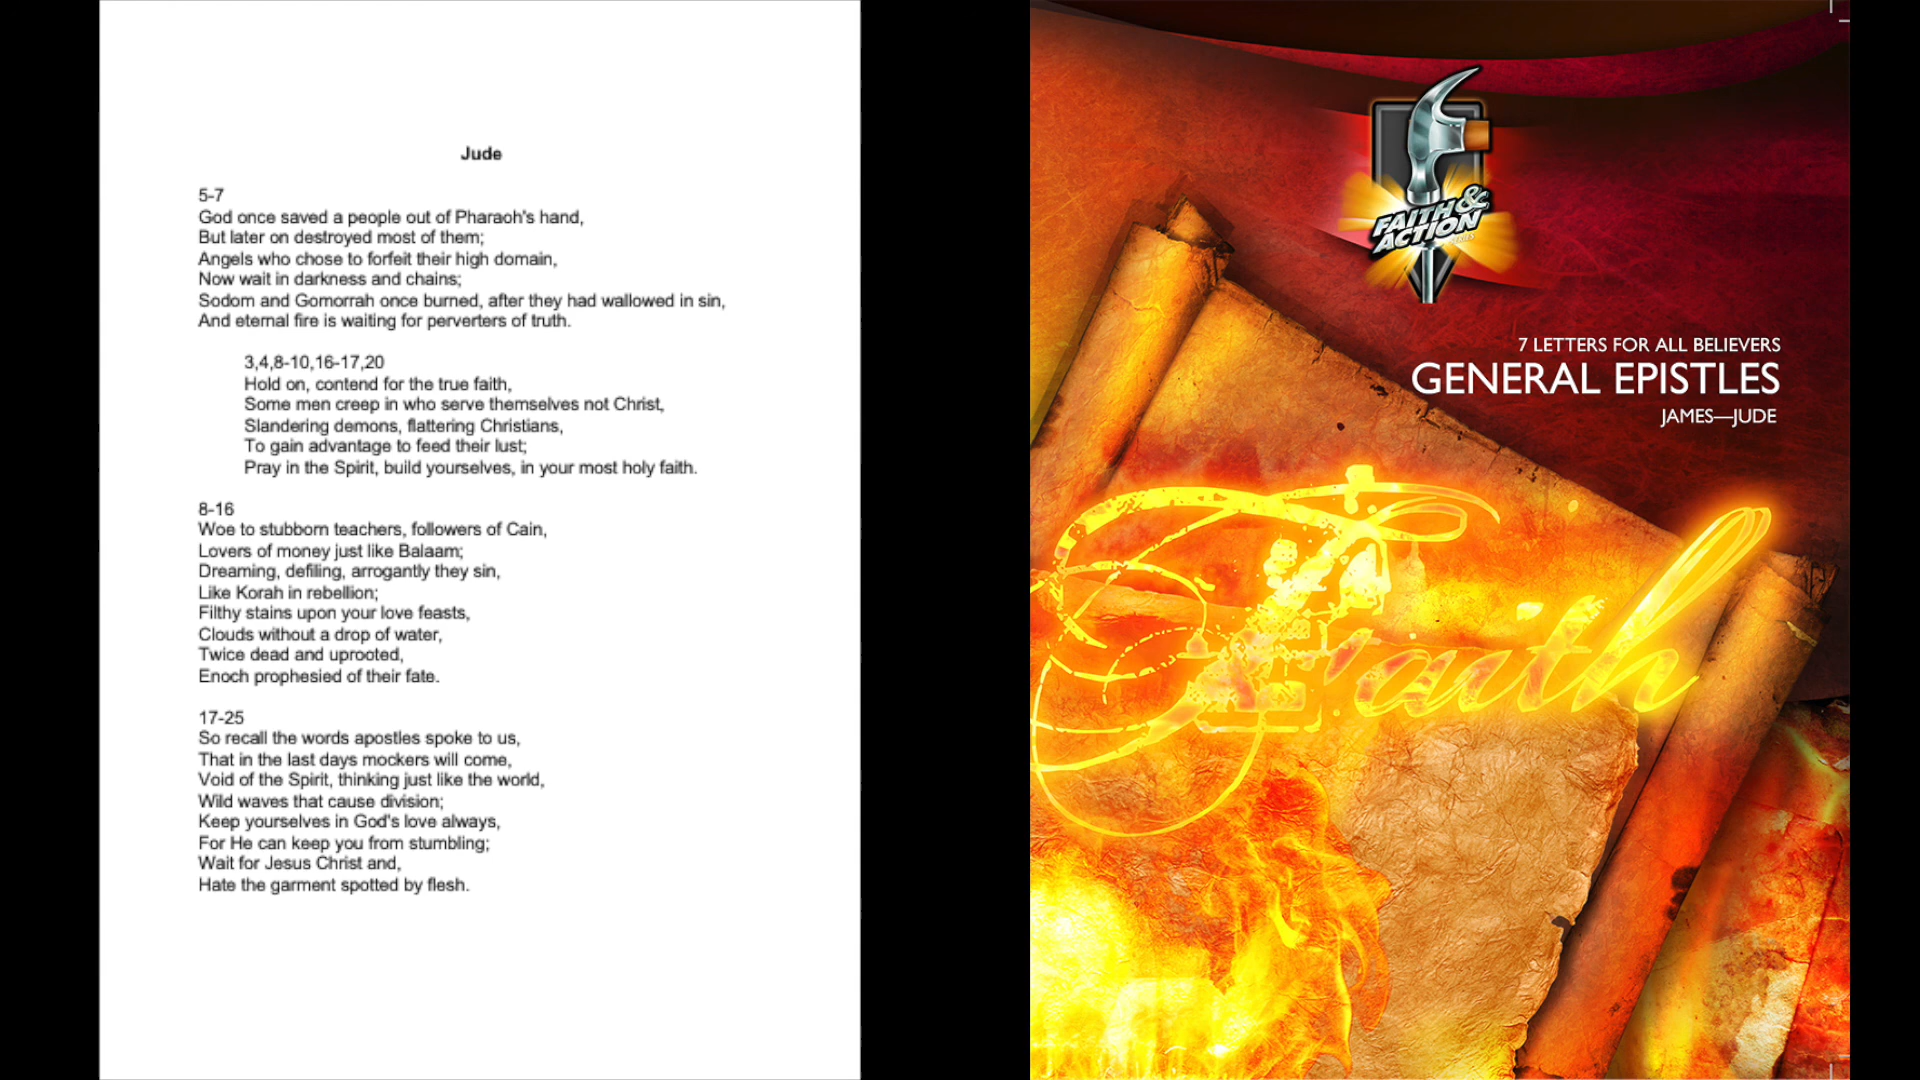 Jude
5-7
God once saved a people out of Pharaoh's hand,
But later on destroyed most of them;
Angels who chose to forfeit their high domain,
Now wait in darkness and chains;
Sodom and Gomorrah once burned, after they had wallowed in sin,
And eternal fire is waiting for perverters of truth.
3,4,8-10,16-17,20
Hold on, contend for the true faith,
Some men creep in who serve themselves not Christ,
Slandering demons, flattering Christians,
To gain advantage to feed their lust;
Pray in the Spirit, build yourselves, in your most holy faith.
8-16
Woe to stubborn teachers, followers of Cain,
Lovers of money just like Balaam;
Dreaming, defiling, arrogantly they sin,
Like Korah in rebellion;
Filthy stains upon your love feasts,
Clouds without a drop of water,
Twice dead and uprooted,
Enoch prophesied of their fate.
17-25
So recall the words apostles spoke to us,
That in the last days mockers will come,
Void of the Spirit, thinking just like the world,
Wild waves that cause division;
Keep yourselves in God's love always,
For He can keep you from stumbling;
Wait for Jesus Christ and,
Hate the garment spotted by flesh.
FAITH &
ACTION
7 LETTERS FOR ALL BELIEVERS
GENERAL EPISTLES
JAMES—JUDE
Faith